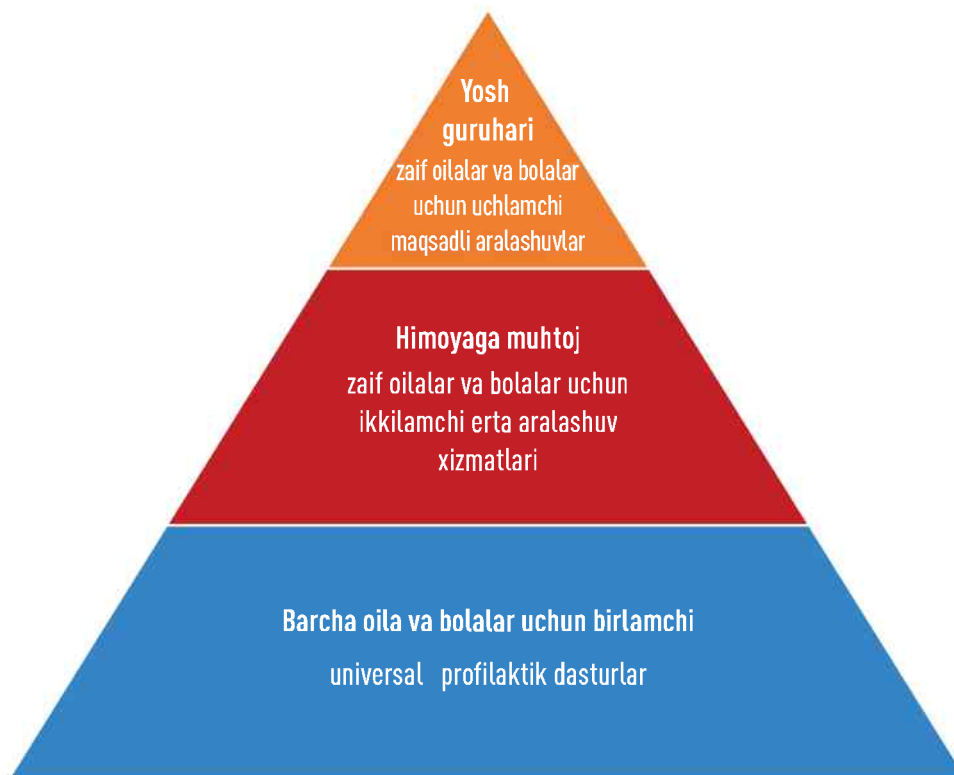 Yosh
guruhari
zaif oilalar va bolalar
uchun uchlamchi
maqsadli aralashuvlar
Himoyaga muhtoj
zaif oilalar va bolalar uchun
ikkilamchi erta aralashuv
xizmatlari
Barcha oila va bolalar uchun birlamchi
universal profilaktik dasturlar